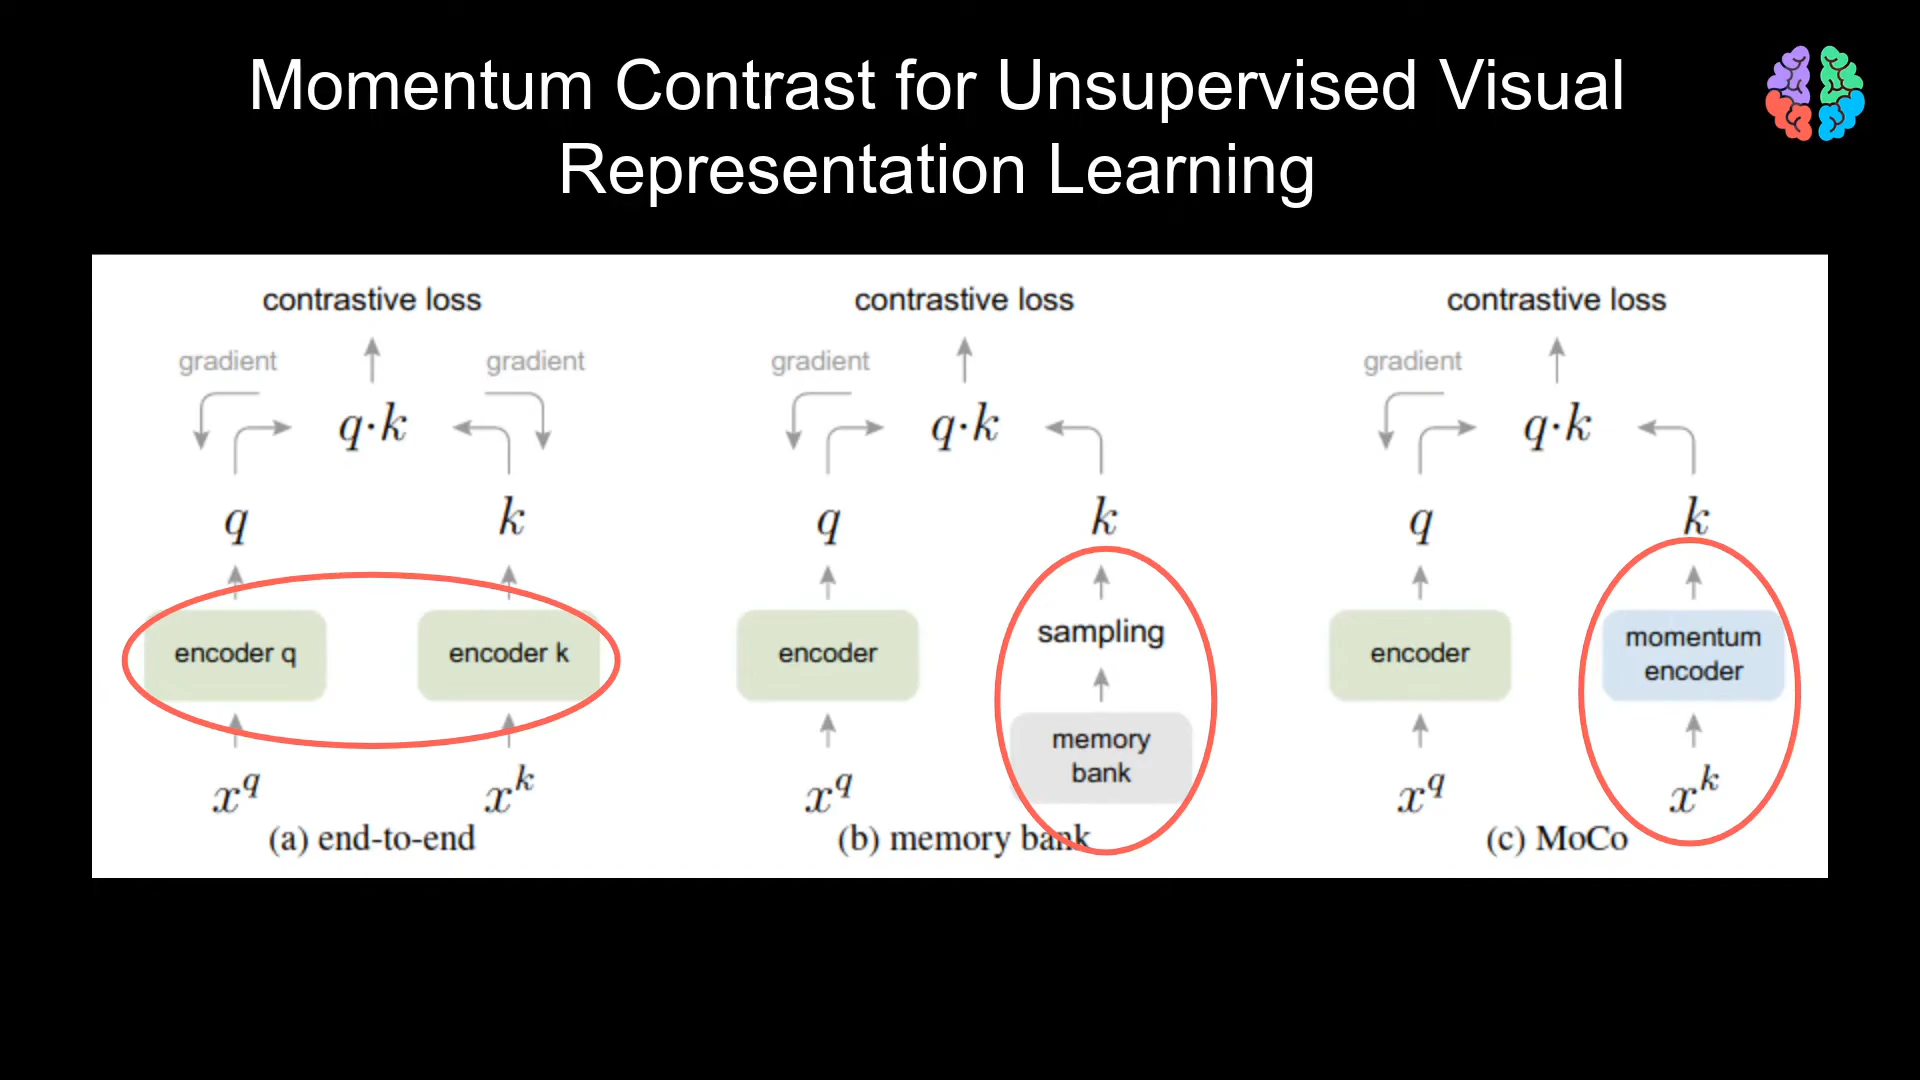 Momentum Contrast for Unsupervised Visual
Representation Learning
contrastive loss
gradient
gradient
q·k
q
k
encoder q
encoder k
x^q
x^k
(a) end-to-end
contrastive loss
gradient
q·k
q
k
encoder
sampling
memory
bank
x^q
(b) memory bank
contrastive loss
gradient
q·k
q
k
encoder
momentum
encoder
x^q
x^k
(c) MoCo